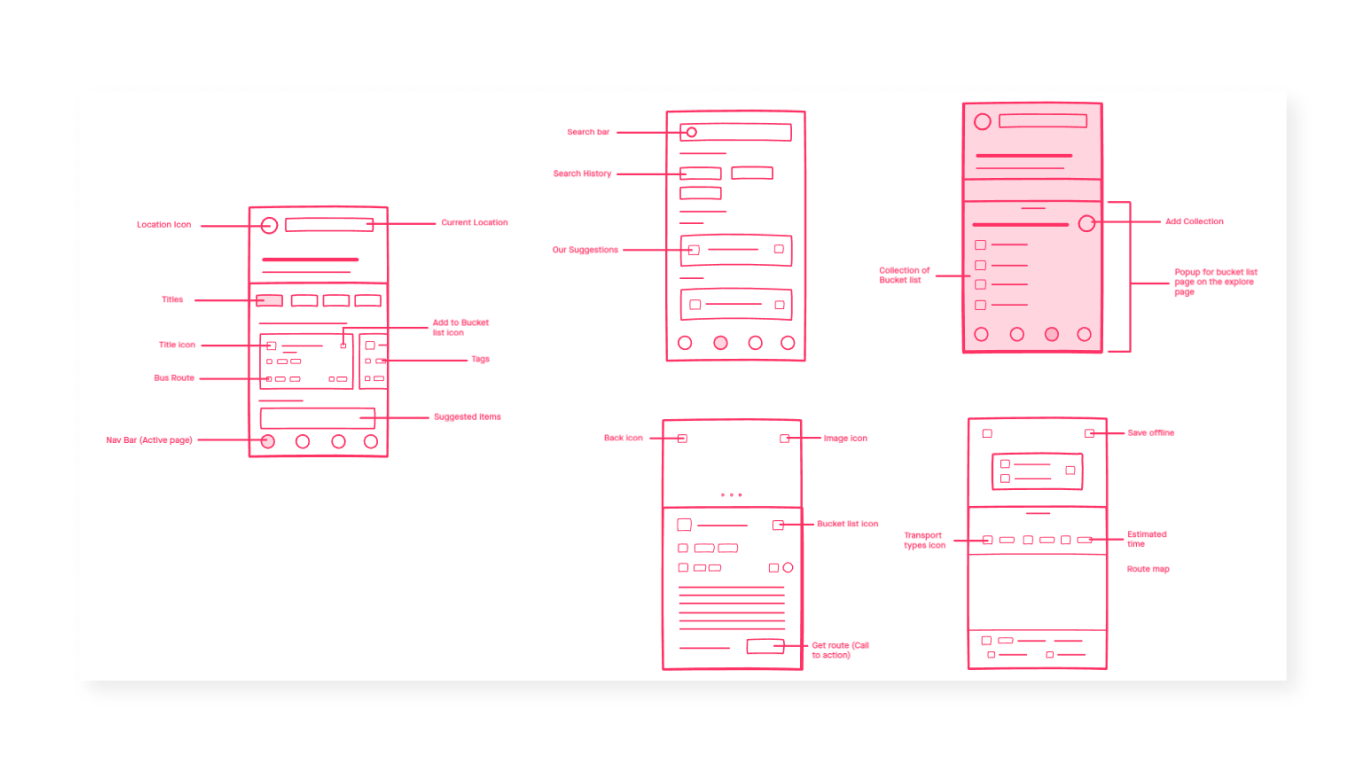 Location Icon
Current Location
Titles
Add to Bucket
list icon
Title icon
Tags
Bus Route
Suggested Items
Nav Bar (Active page)
Search bar
Search History
Our Suggestions
Add Collection
Collection of
Bucket list
Popup for bucket list
page on the explore
page
Back icon
Image icon
Bucket list icon
Get route (Call
to action)
Save offline
Transport
types icon
Estimated
time
Route map